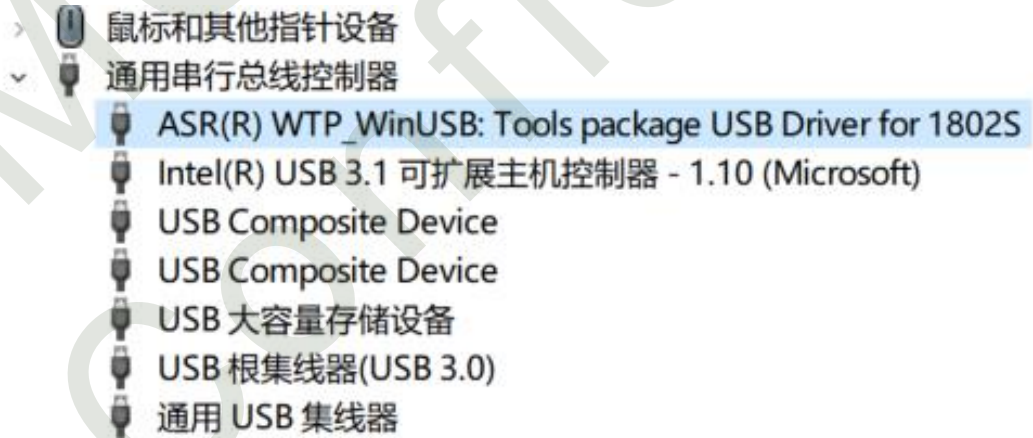 鼠标和其他指针设备
通用串行总线控制器
ASR(R) WTP_WinUSB: Tools package USB Driver for 1802S
Intel(R) USB 3.1 可扩展主机控制器 - 1.10 (Microsoft)
USB Composite Device
USB Composite Device
USB 大容量存储设备
USB 根集线器(USB 3.0)
通用 USB 集线器